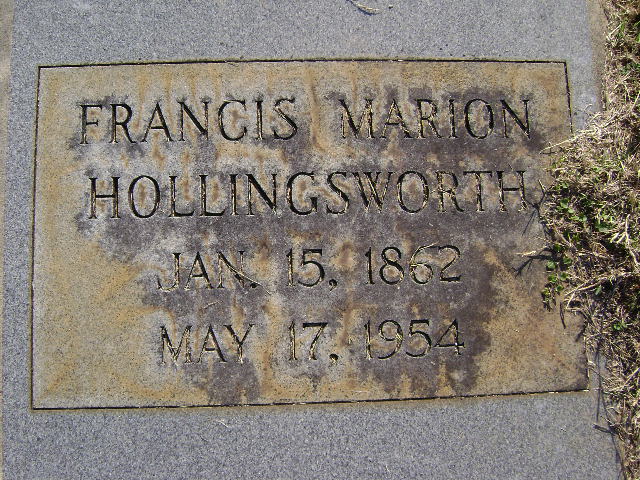 FRANCIS MARION
HOLLINGSWORTH
JAN. 15, 1862
MAY 17, 1954